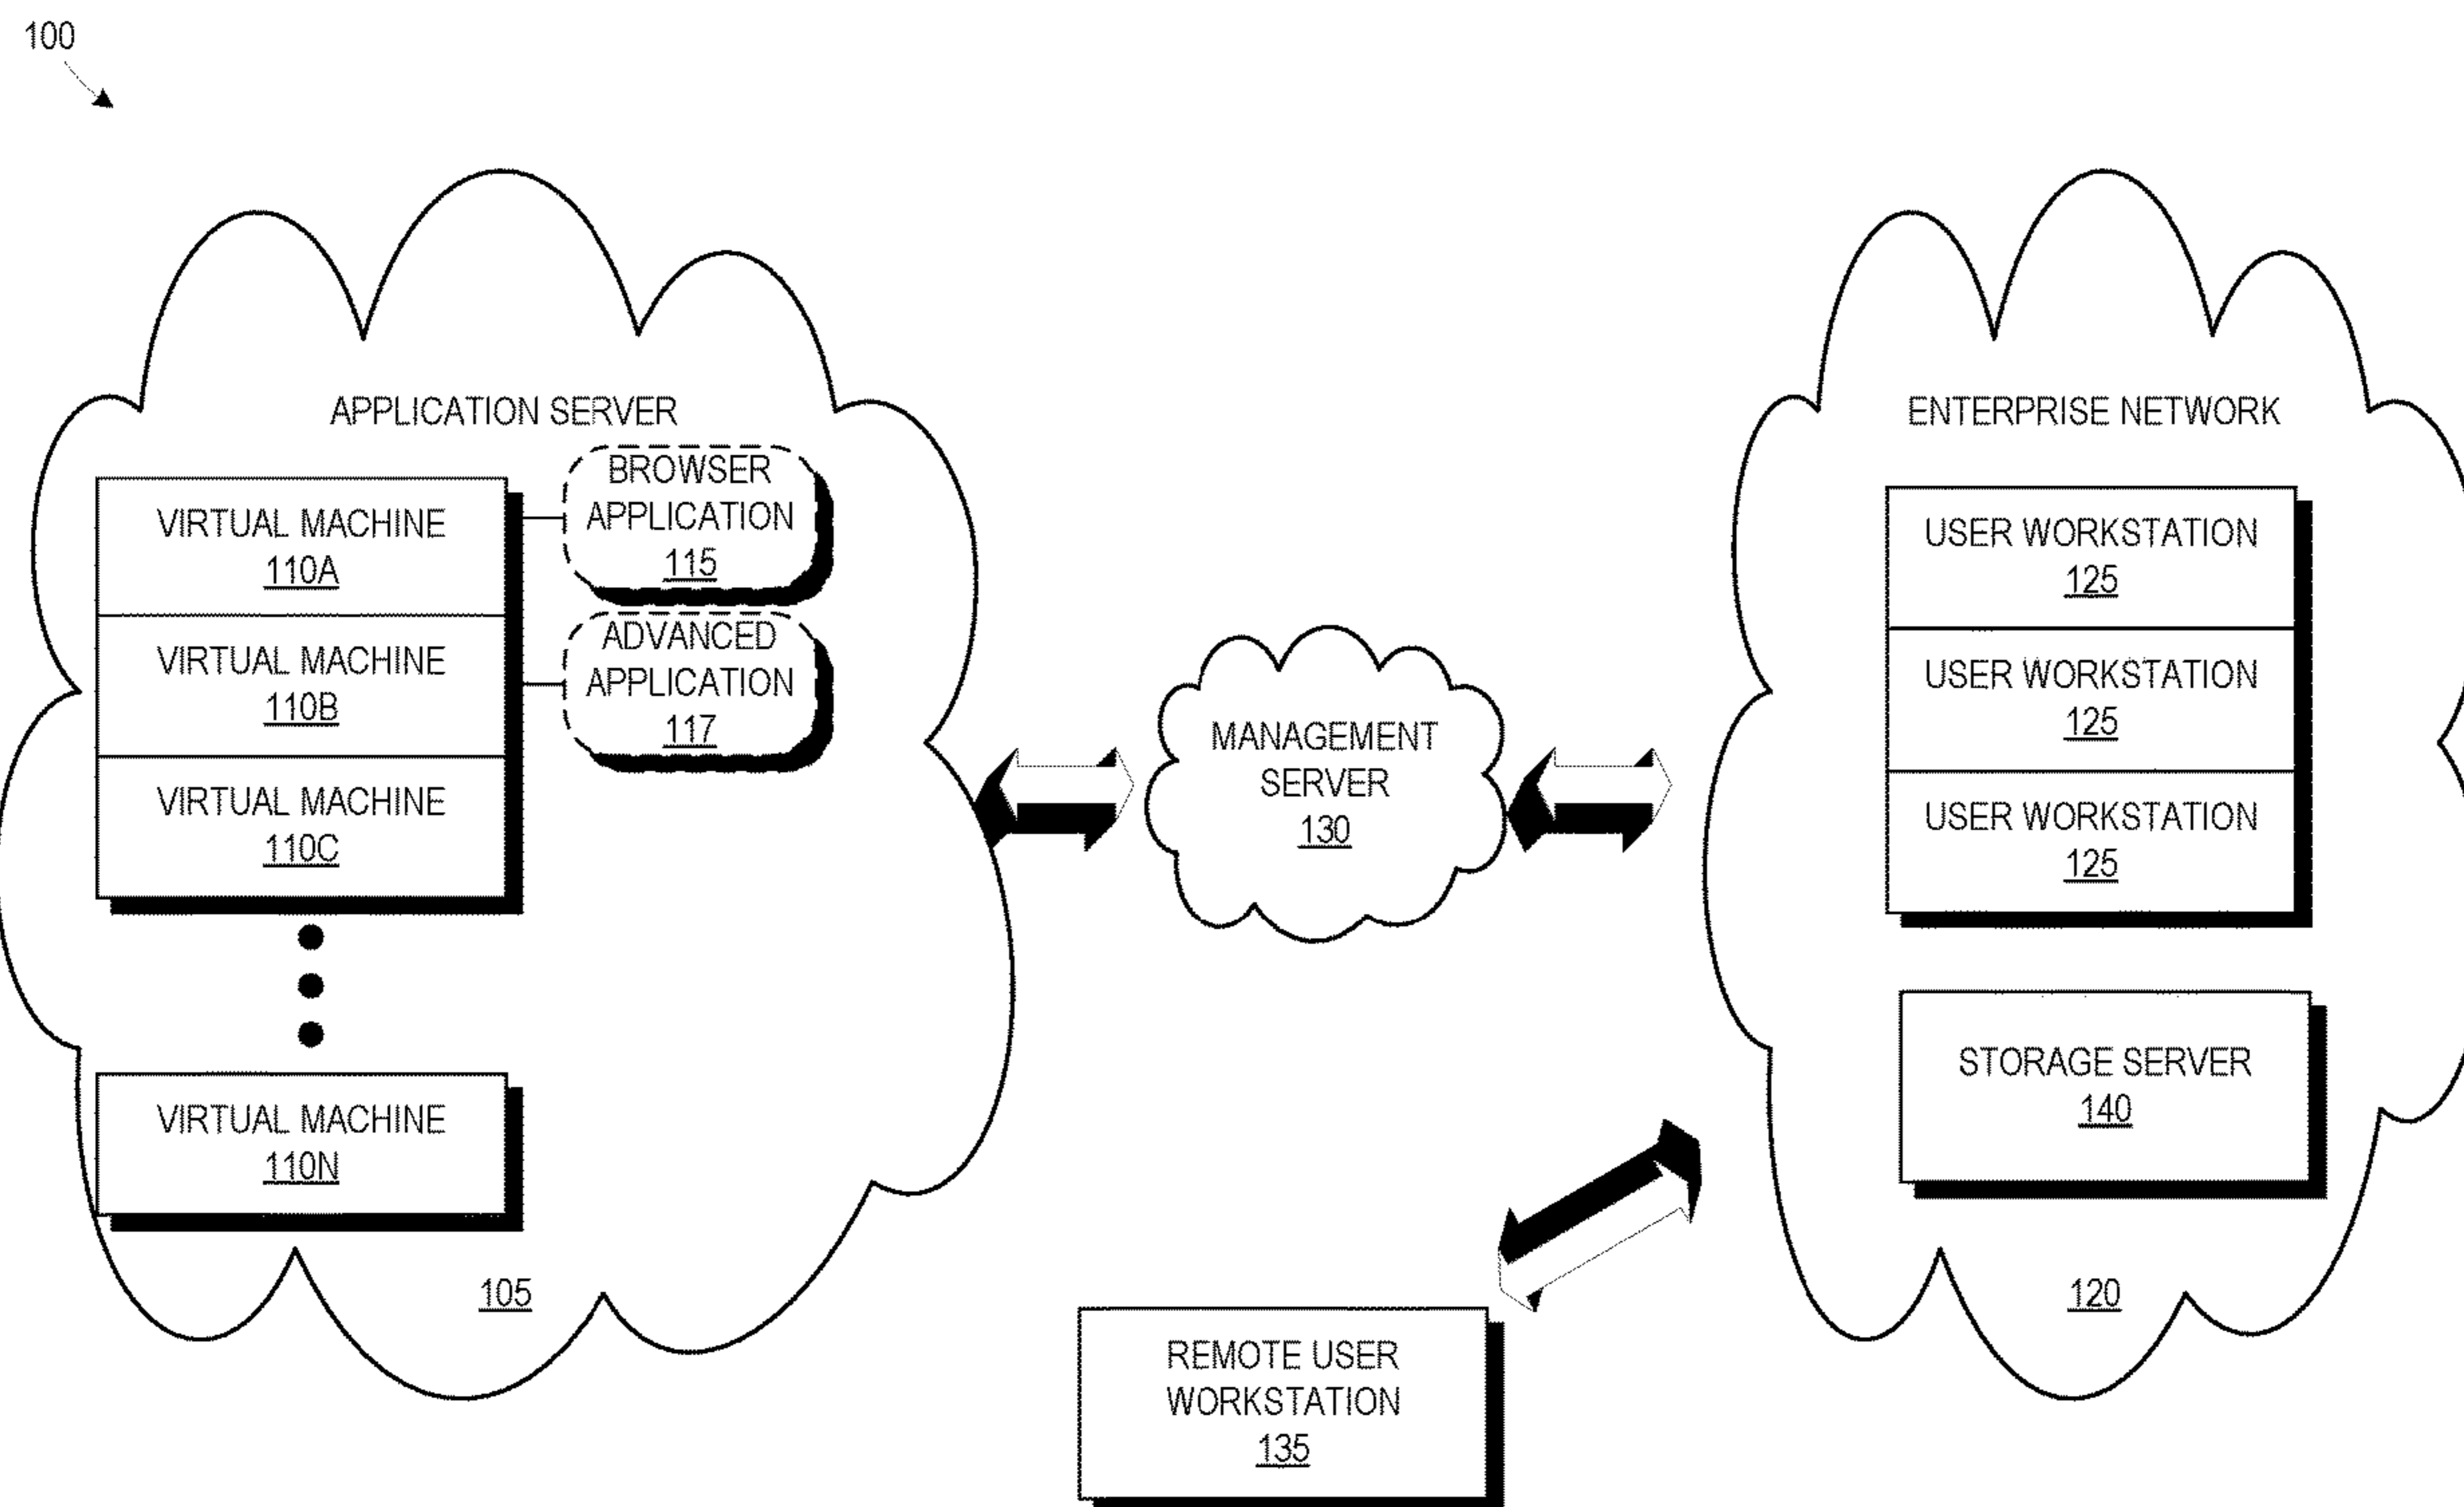 100
APPLICATION SERVER
VIRTUAL MACHINE
110A
VIRTUAL MACHINE
110B
VIRTUAL MACHINE
110C
VIRTUAL MACHINE
110N
BROWSER
APPLICATION
115
ADVANCED
APPLICATION
117
105
MANAGEMENT
SERVER
130
ENTERPRISE NETWORK
USER WORKSTATION
125
USER WORKSTATION
125
USER WORKSTATION
125
STORAGE SERVER
140
120
REMOTE USER
WORKSTATION
135